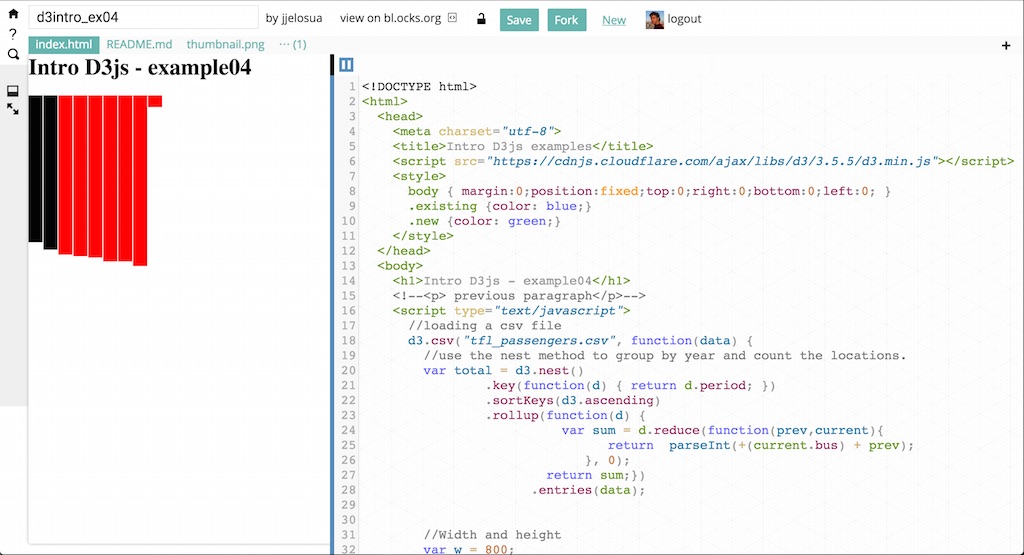 d3intro_ex04 by jjelosua view on bl.ocks.org Save Fork New logout
index.html README.md thumbnail.png ··· (1) +
?
Intro D3js - example04
1 <!DOCTYPE html>
2 <html>
3 <head>
4 <meta charset="utf-8">
5 <title>Intro D3js examples</title>
6 <script src="https://cdnjs.cloudflare.com/ajax/libs/d3/3.5.5/d3.min.js"></script>
7 <style>
8 body { margin:0;position:fixed;top:0;right:0;bottom:0;left:0; }
9 .existing {color: blue;}
10 .new {color: green;}
11 </style>
12 </head>
13 <body>
14 <h1>Intro D3js - example04</h1>
15 <!--<p> previous paragraph</p>-->
16 <script type="text/javascript">
17 //loading a csv file
18 d3.csv("tfl_passengers.csv", function(data) {
19 //use the nest method to group by year and count the locations.
20 var total = d3.nest()
21 .key(function(d) { return d.period; })
22 .sortKeys(d3.ascending)
23 .rollup(function(d) {
24 var sum = d.reduce(function(prev,current){
25 return  parseInt(+(current.bus) + prev);
26 }, 0);
27 return sum;})
28 .entries(data);
29
30
31 //Width and height
32 var w = 800;